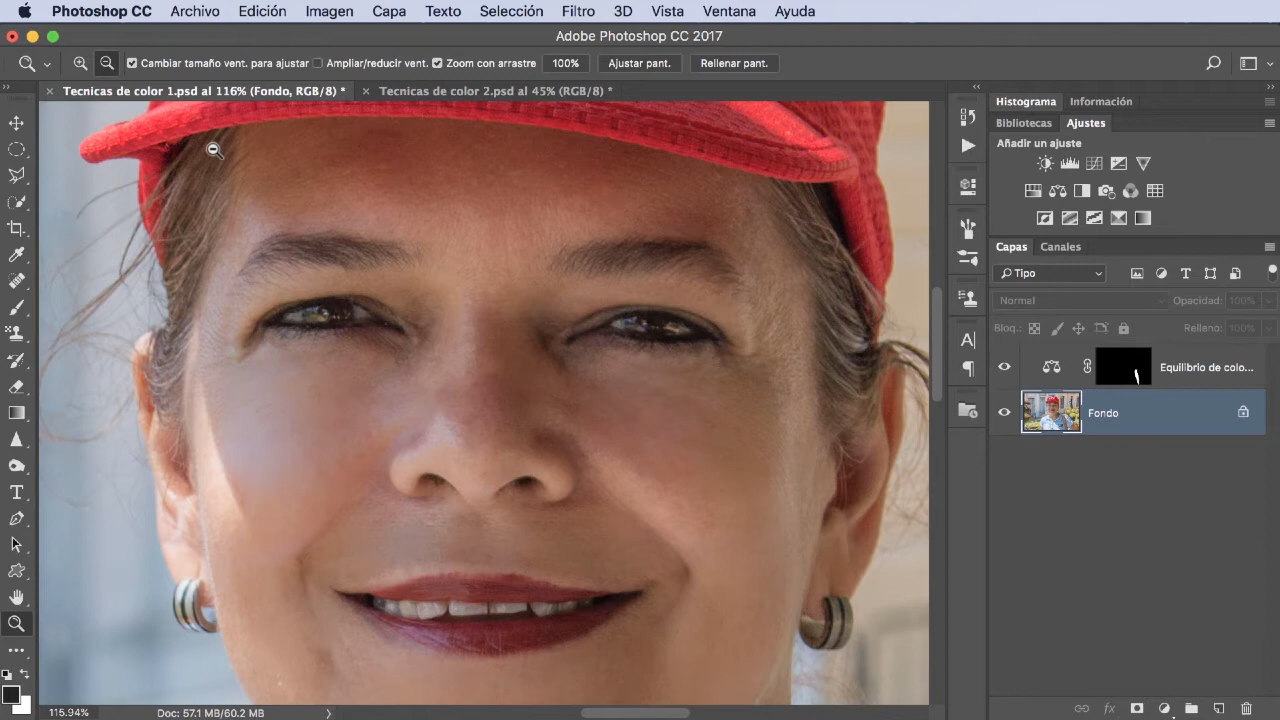 Photoshop CC Archivo Edición Imagen Capa Texto Selección Filtro 3D Vista Ventana Ayuda
Adobe Photoshop CC 2017
Cambiar tamaño vent. para ajustar Ampliar/reducir vent. Zoom con arrastre 100% Ajustar pant. Rellenar pant.
Tecnicas de color 1.psd al 116% (Fondo, RGB/8) * Tecnicas de color 2.psd al 45% (RGB/8) *
Histograma Información
Bibliotecas Ajustes
Añadir un ajuste
Capas Canales
Tipo
Normal Opacidad: 100%
Bloq.: Relleno: 100%
Equilibrio de colo...
Fondo
115.94% Doc: 57.1 MB/60.2 MB